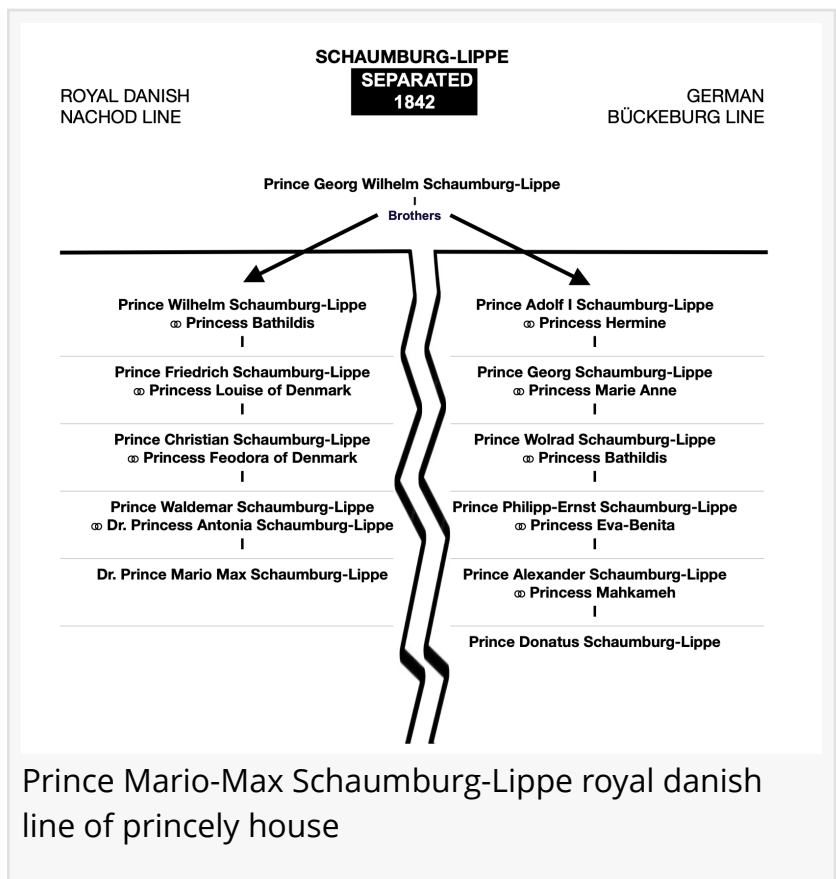 SCHAUMBURG-LIPPE
SEPARATED
1842
ROYAL DANISH
NACHOD LINE
GERMAN
BÜCKEBURG LINE
Prince Georg Wilhelm Schaumburg-Lippe
Brothers
Prince Wilhelm Schaumburg-Lippe
⚭ Princess Bathildis
Prince Friedrich Schaumburg-Lippe
⚭ Princess Louise of Denmark
Prince Christian Schaumburg-Lippe
⚭ Princess Feodora of Denmark
Prince Waldemar Schaumburg-Lippe
⚭ Dr. Princess Antonia Schaumburg-Lippe
Dr. Prince Mario Max Schaumburg-Lippe
Prince Adolf I Schaumburg-Lippe
⚭ Princess Hermine
Prince Georg Schaumburg-Lippe
⚭ Princess Marie Anne
Prince Wolrad Schaumburg-Lippe
⚭ Princess Bathildis
Prince Philipp-Ernst Schaumburg-Lippe
⚭ Princess Eva-Benita
Prince Alexander Schaumburg-Lippe
⚭ Princess Mahkameh
Prince Donatus Schaumburg-Lippe
Prince Mario-Max Schaumburg-Lippe royal danish
line of princely house